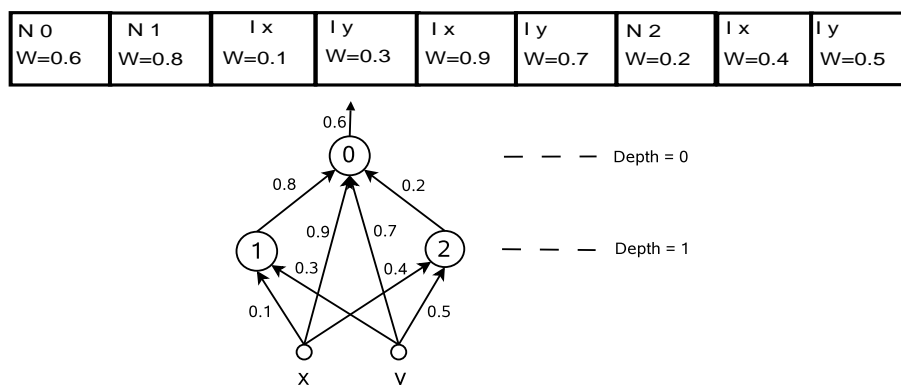 N 0 N 1 I x I y I x I y N 2 I x I y
W=0.6 W=0.8 W=0.1 W=0.3 W=0.9 W=0.7 W=0.2 W=0.4 W=0.5
0.6
0 Depth = 0
0.8 0.2
0.9 0.7
1 2 Depth = 1
0.3 0.4
0.1 0.5
x y